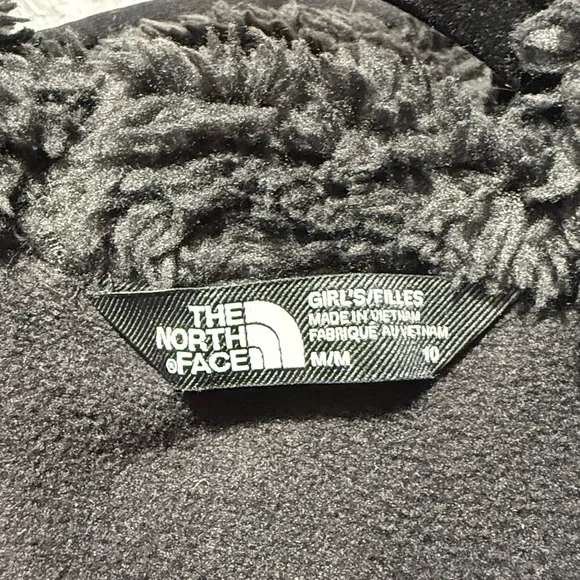 THE
NORTH
FACE
GIRL'S/FILLES
MADE IN VIETNAM
FABRIQUE AU VIETNAM
M/M 10